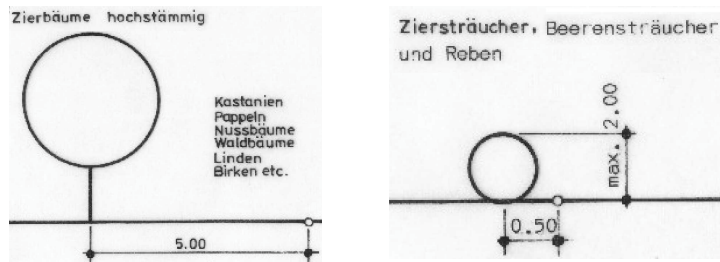 Zierbäume hochstämmig
Kastanien
Pappeln
Nussbäume
Waldbäume
Linden
Birken etc.
5.00
Ziersträucher, Beerensträucher
und Reben
max. 2.00
0.50